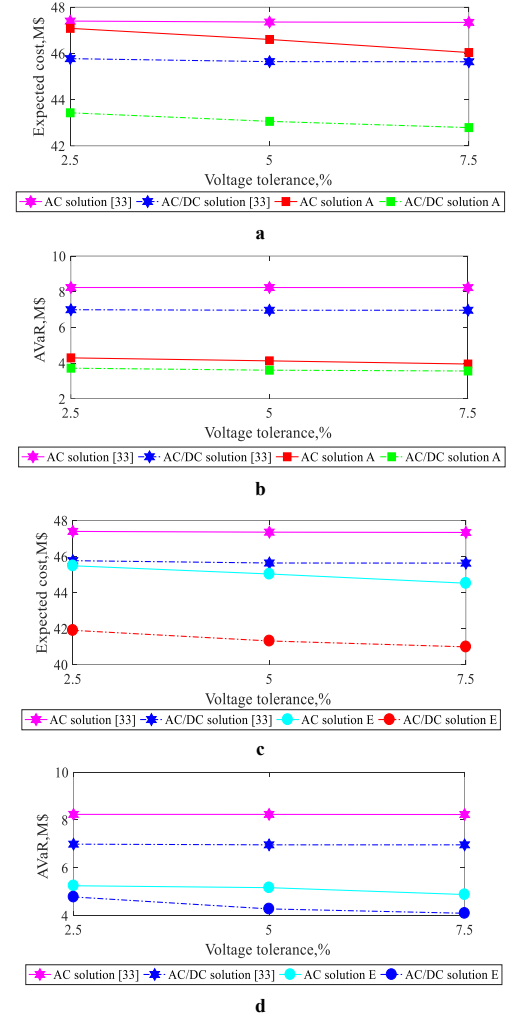 48
46
44
42
Expected cost,M$
2.5 5 7.5
Voltage tolerance,%
AC solution [33] AC/DC solution [33] AC solution A AC/DC solution A
a
10
8
6
4
2
AVaR,M$
2.5 5 7.5
Voltage tolerance,%
AC solution [33] AC/DC solution [33] AC solution A AC/DC solution A
b
48
46
44
42
40
Expected cost,M$
2.5 5 7.5
Voltage tolerance,%
AC solution [33] AC/DC solution [33] AC solution E AC/DC solution E
c
10
8
6
4
AVaR,M$
2.5 5 7.5
Voltage tolerance,%
AC solution [33] AC/DC solution [33] AC solution E AC/DC solution E
d